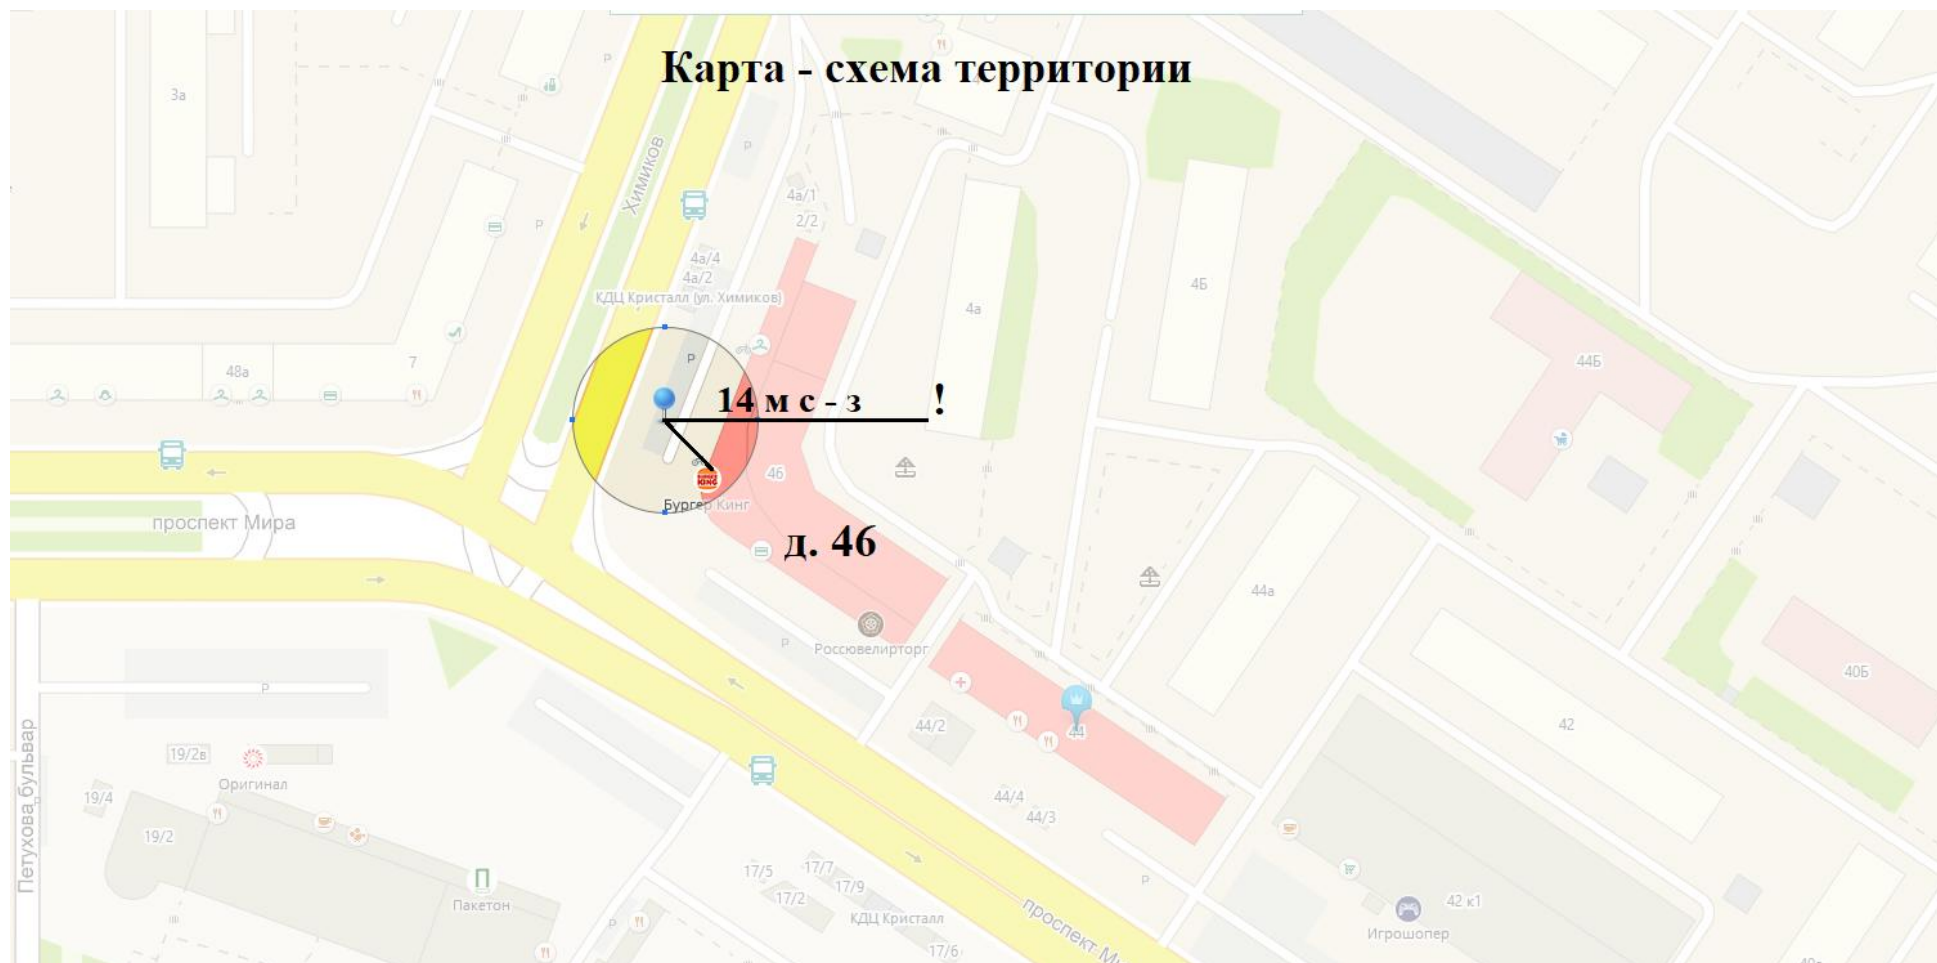 Карта - схема территории
3а
Химиков
4а/1
2/2
4а/4
4а/2
КДЦ Кристалл (ул. Химиков)
4а
4Б
44Б
48а
7
P
14 м с - з
!
46
Бургер Кинг
проспект Мира
д. 46
44а
Россювелирторг
40Б
44/2
44
42
Петухова бульвар
19/2в
Оригинал
19/4
19/2
44/4
44/3
17/5
17/7
17/9
17/2
КДЦ Кристалл
17/6
Пакетон
проспект Ми
42 к1
Игрошопер